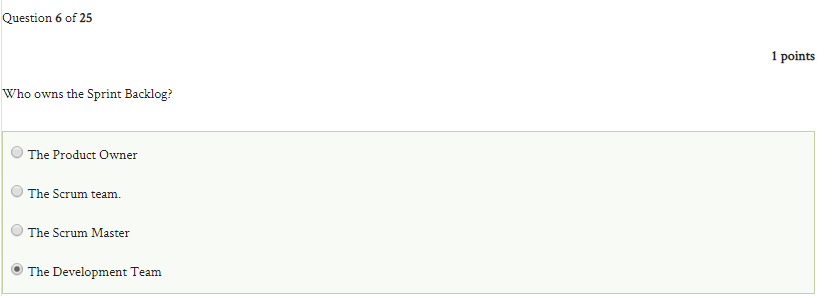 Question 6 of 25
1 points
Who owns the Sprint Backlog?
The Product Owner
The Scrum team.
The Scrum Master
The Development Team